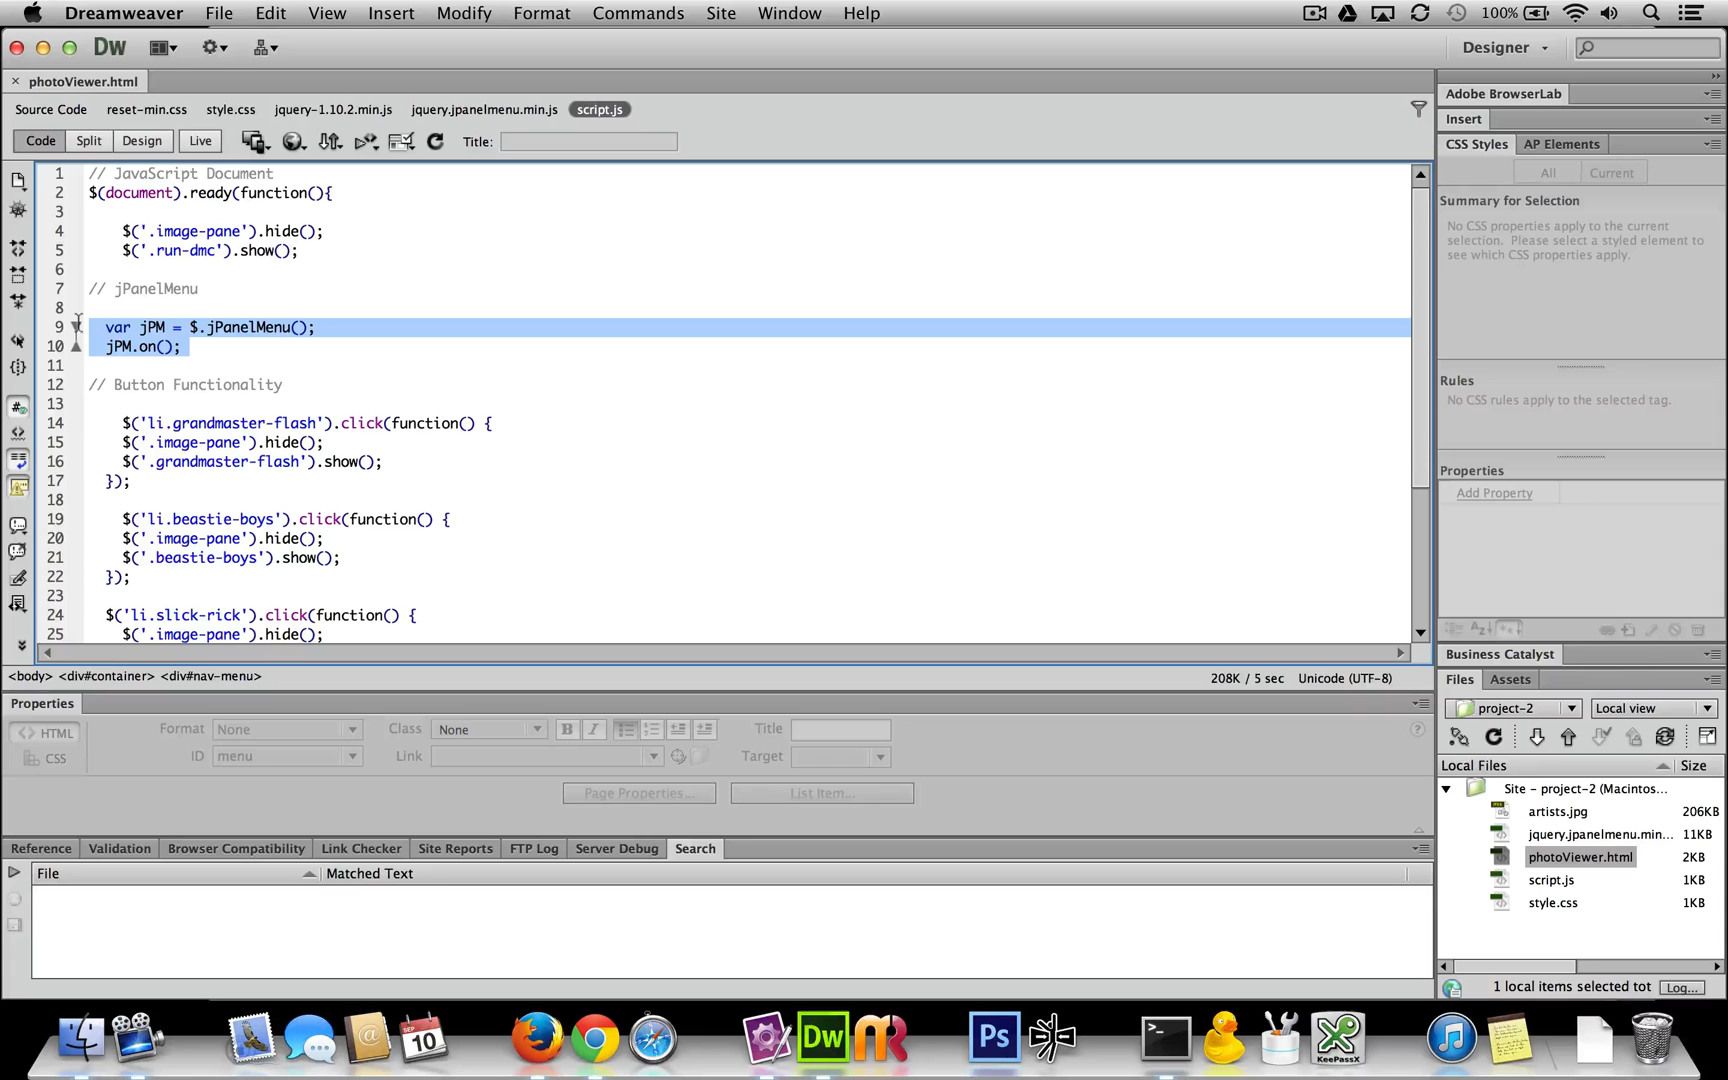 Dreamweaver File Edit View Insert Modify Format Commands Site Window Help 100%
Dw Designer
photoViewer.html
Source Code reset-min.css style.css jquery-1.10.2.min.js jquery.jpanelmenu.min.js script.js
Code Split Design Live Title:
1 // JavaScript Document
2 $(document).ready(function(){
3
4 $('.image-pane').hide();
5 $('.run-dmc').show();
6
7 // jPanelMenu
8
9 var jPM = $.jPanelMenu();
10 jPM.on();
11
12 // Button Functionality
13
14 $('li.grandmaster-flash').click(function() {
15 $('.image-pane').hide();
16 $('.grandmaster-flash').show();
17 });
18
19 $('li.beastie-boys').click(function() {
20 $('.image-pane').hide();
21 $('.beastie-boys').show();
22 });
23
24 $('li.slick-rick').click(function() {
25 $('.image-pane').hide();
<body> <div#container> <div#nav-menu> 208K / 5 sec Unicode (UTF-8)
Properties
HTML Format None Class None B I Title
CSS ID menu Link Target
Page Properties... List Item...
Reference Validation Browser Compatibility Link Checker Site Reports FTP Log Server Debug Search
File Matched Text
Adobe BrowserLab
Insert
CSS Styles AP Elements
All Current
Summary for Selection
No CSS properties apply to the current
selection. Please select a styled element to
see which CSS properties apply.
Rules
No CSS rules apply to the selected tag.
Properties
Add Property
Business Catalyst
Files Assets
project-2 Local view
Local Files Size
Site - project-2 (Macintos...
artists.jpg 206KB
jquery.jpanelmenu.min... 11KB
photoViewer.html 2KB
script.js 1KB
style.css 1KB
1 local items selected tot Log...
SEP
10
Dw
Ps
KeePassX